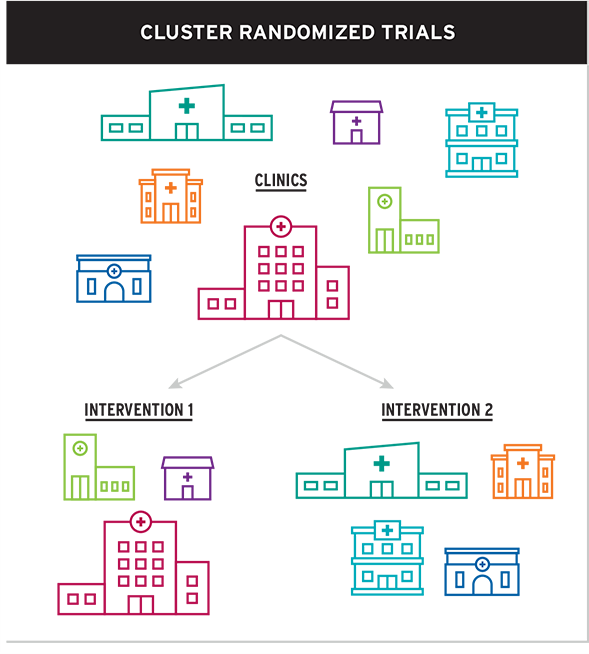 CLUSTER RANDOMIZED TRIALS
CLINICS
INTERVENTION 1
INTERVENTION 2